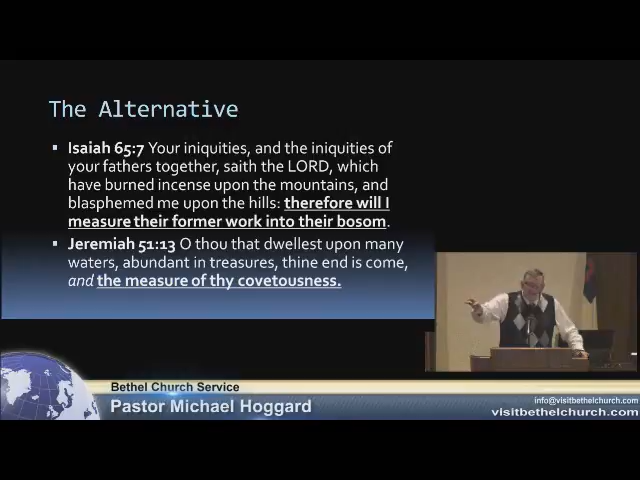 The Alternative
▪ Isaiah 65:7 Your iniquities, and the iniquities of
your fathers together, saith the LORD, which
have burned incense upon the mountains, and
blasphemed me upon the hills: therefore will I
measure their former work into their bosom.
▪ Jeremiah 51:13 O thou that dwellest upon many
waters, abundant in treasures, thine end is come,
and the measure of thy covetousness.
Bethel Church Service
Pastor Michael Hoggard
info@visitbethelchurch.com
visitbethelchurch.com